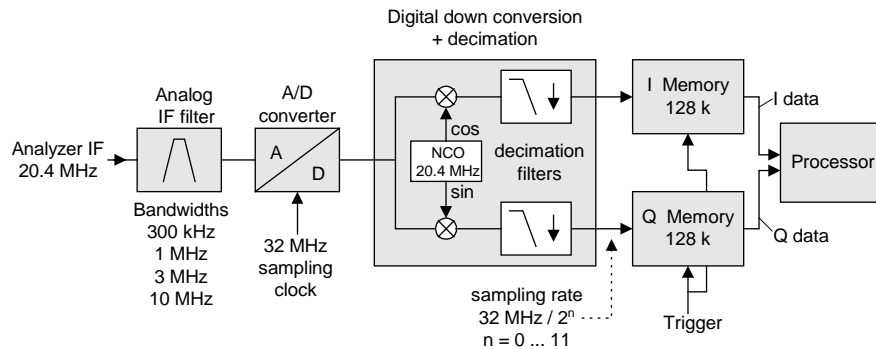 Digital down conversion
+ decimation
Analog
IF filter
A/D
converter
Analyzer IF
20.4 MHz
A
D
cos
NCO
20.4 MHz
sin
decimation
filters
I Memory
128 k
I data
Processor
Q Memory
128 k
Q data
Bandwidths
300 kHz
1 MHz
3 MHz
10 MHz
32 MHz
sampling
clock
sampling rate
32 MHz / 2ⁿ
n = 0 ... 11
Trigger